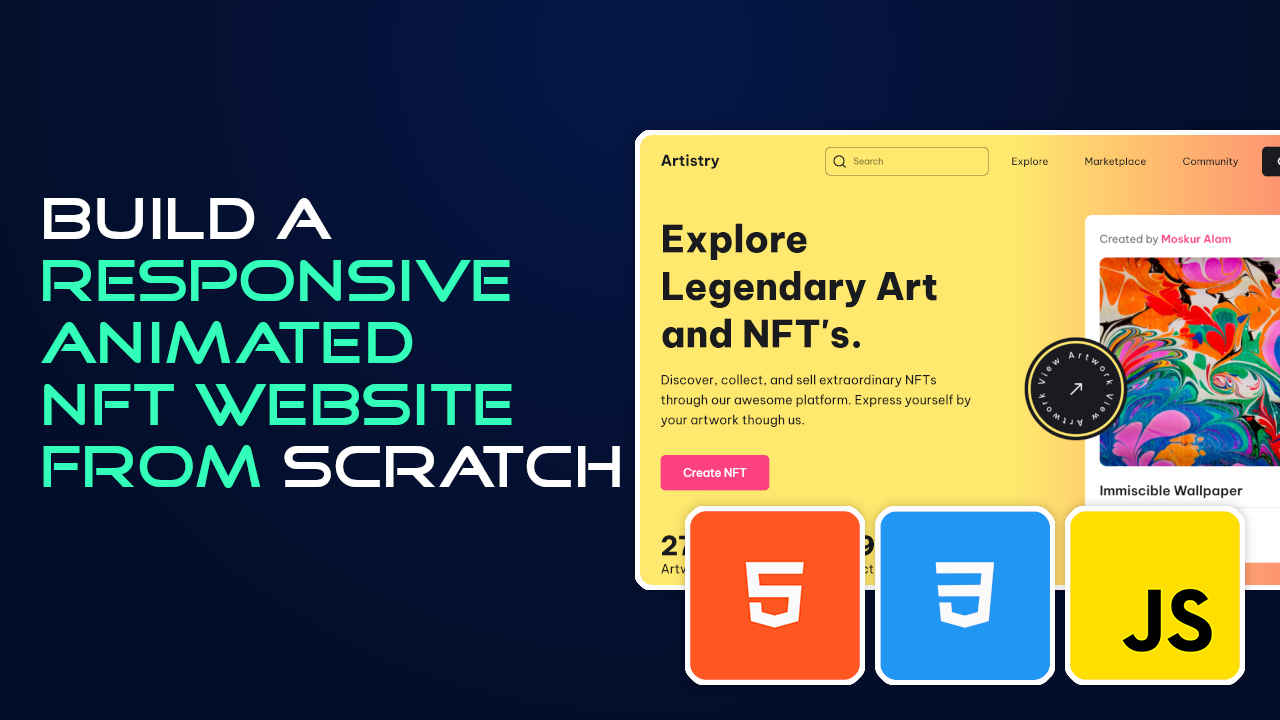 BUILD A
RESPONSIVE
ANIMATED
NFT WEBSITE
FROM SCRATCH
Artistry
Search
Explore
Marketplace
Community
Explore
Legendary Art
and NFT's.
Discover, collect, and sell extraordinary NFTs
through our awesome platform. Express yourself by
your artwork though us.
Create NFT
Created by Moskur Alam
View Artwork View Artwork
Immiscible Wallpaper
JS